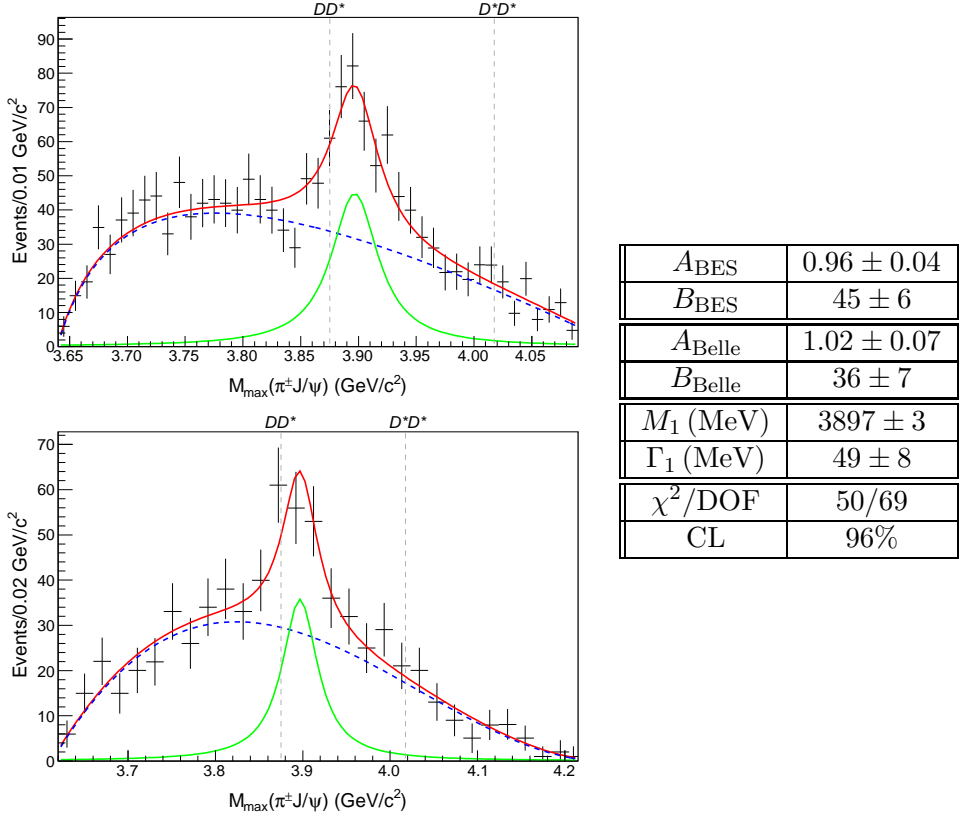 DD* D*D*
90
80
70
60
50
40
30
20
10
0
Events/0.01 GeV/c²
3.65 3.70 3.75 3.80 3.85 3.90 3.95 4.00 4.05
M_max(π±J/ψ) (GeV/c²)
DD* D*D*
70
60
50
40
30
20
10
0
Events/0.02 GeV/c²
3.7 3.8 3.9 4.0 4.1 4.2
M_max(π±J/ψ) (GeV/c²)
A_BES 0.96 ± 0.04
B_BES 45 ± 6
A_Belle 1.02 ± 0.07
B_Belle 36 ± 7
M₁ (MeV) 3897 ± 3
Γ₁ (MeV) 49 ± 8
χ²/DOF 50/69
CL 96%